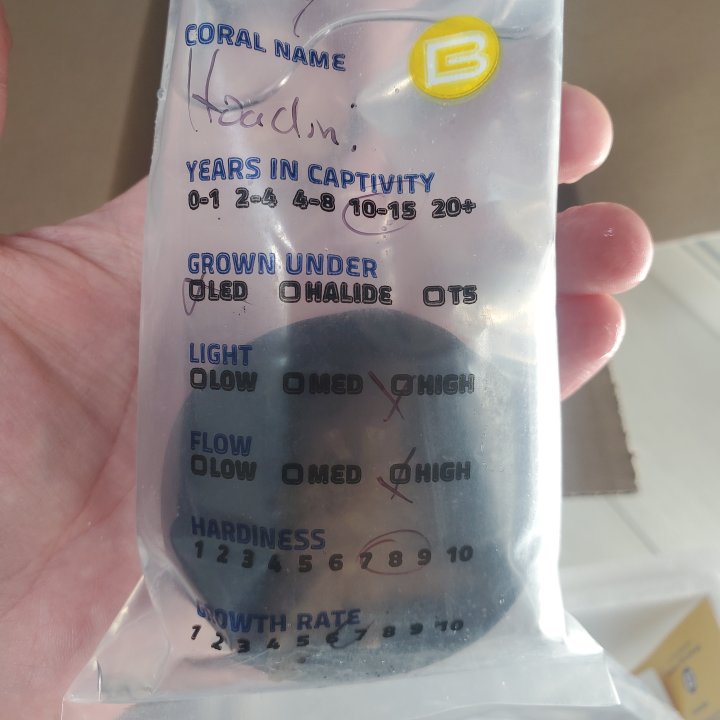 CORAL NAME
B
YEARS IN CAPTIVITY
0-1 2-4 4-8 10-15 20+
GROWN UNDER
LED HALIDE T5
LIGHT
LOW MED HIGH
FLOW
LOW MED HIGH
HARDINESS
1 2 3 4 5 6 7 8 9 10
GROWTH RATE
1 2 3 4 5 6 7 8 9 10